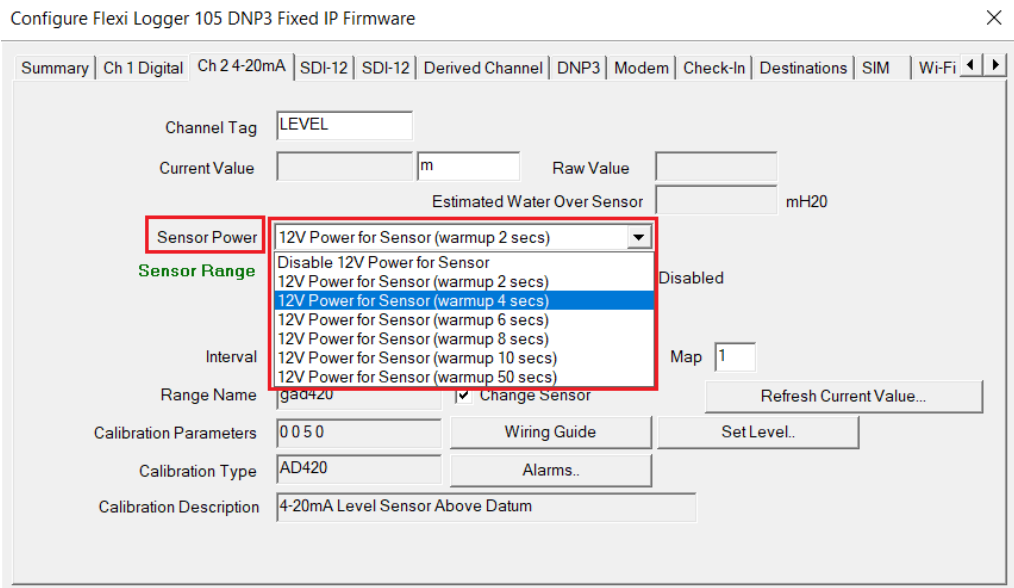 Configure Flexi Logger 105 DNP3 Fixed IP Firmware
Summary Ch 1 Digital Ch 2 4-20mA SDI-12 SDI-12 Derived Channel DNP3 Modem Check-In Destinations SIM Wi-Fi
Channel Tag LEVEL
Current Value m Raw Value
Estimated Water Over Sensor mH20
Sensor Power 12V Power for Sensor (warmup 2 secs)
Disable 12V Power for Sensor
Sensor Range Disabled
12V Power for Sensor (warmup 2 secs)
12V Power for Sensor (warmup 4 secs)
12V Power for Sensor (warmup 6 secs)
12V Power for Sensor (warmup 8 secs)
Interval 12V Power for Sensor (warmup 10 secs) Map 1
12V Power for Sensor (warmup 50 secs)
Range Name gad420 Change Sensor Refresh Current Value...
Calibration Parameters 0 0 5 0 Wiring Guide Set Level..
Calibration Type AD420 Alarms..
Calibration Description 4-20mA Level Sensor Above Datum